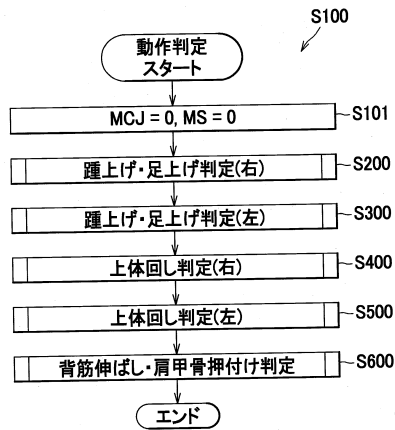 S100
動作判定
スタート
MCJ = 0, MS = 0
S101
踵上げ・足上げ判定(右)
S200
踵上げ・足上げ判定(左)
S300
上体回し判定(右)
S400
上体回し判定(左)
S500
背筋伸ばし・肩甲骨押付け判定
S600
エンド